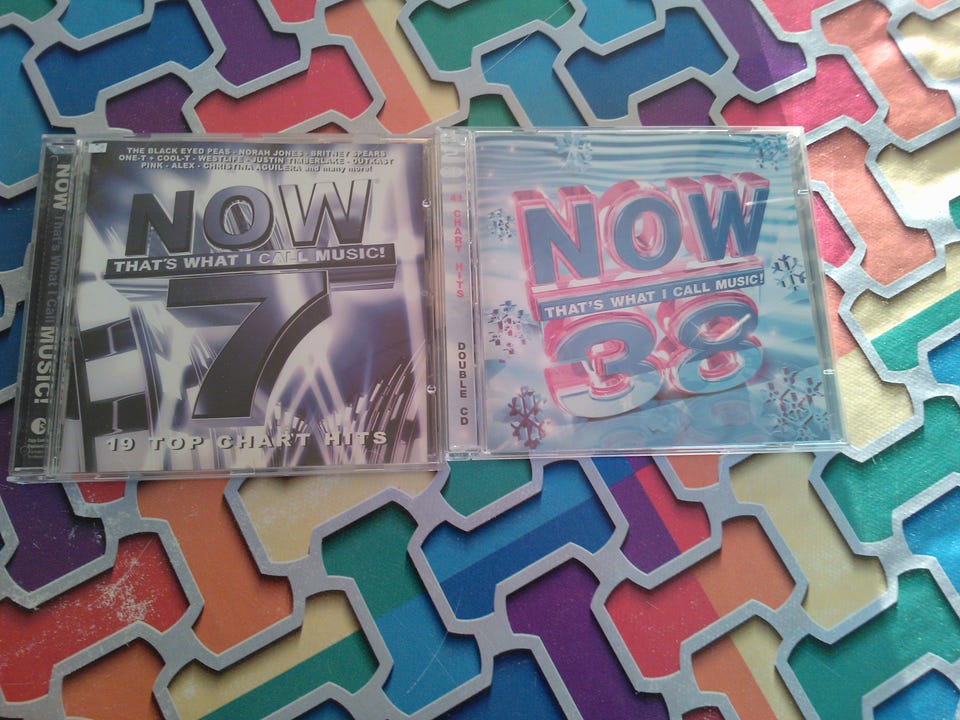 NOW That's What I Call MUSIC!
THE BLACK EYED PEAS - NORAH JONES - BRITNEY SPEARS
ONE-T + COOL-T - WESTLIFE - JUSTIN TIMBERLAKE - OUTKAST
PINK - ALEX - CHRISTINA AGUILERA and many more!
NOW
THAT'S WHAT I CALL MUSIC!
7
19 TOP CHART HITS
41 CHART HITS
DOUBLE CD
NOW
THAT'S WHAT I CALL MUSIC!
38